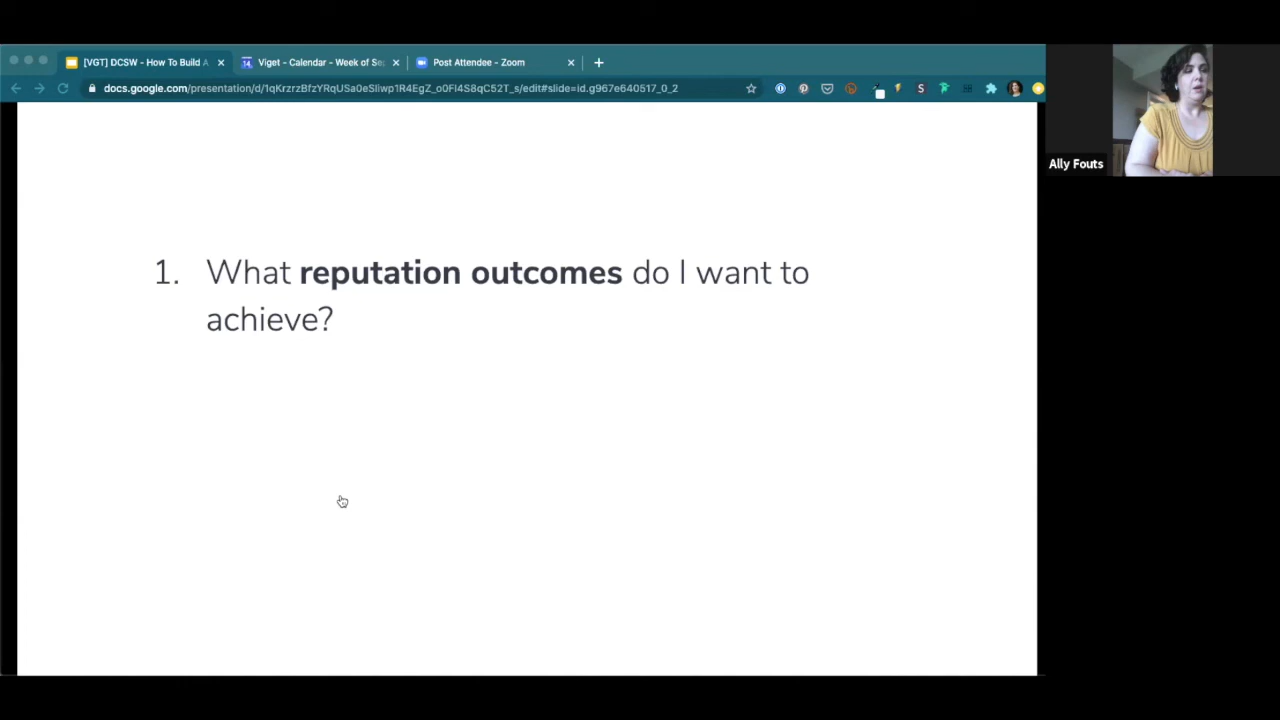 [VGT] DCSW - How To Build A
Viget - Calendar - Week of Se
Post Attendee - Zoom
docs.google.com/presentation/d/1qKrzrzBfzYRqUSa0eSliwp1R4EgZ_o0Fl4S8qC52T_s/edit#slide=id.g967e640517_0_2
Ally Fouts
1. What reputation outcomes do I want to
achieve?